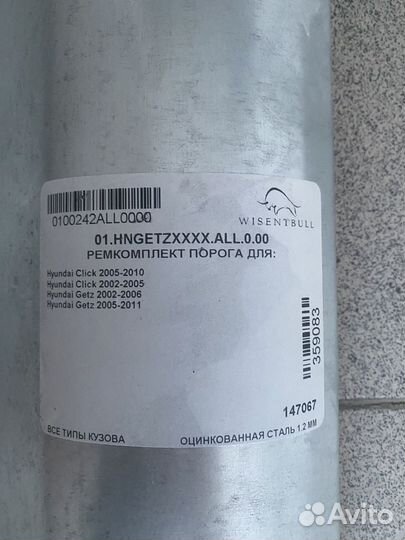 0100242ALL0000
WISENTBULL
01.HNGETZXXXX.ALL.0.00
РЕМКОМПЛЕКТ ПОРОГА ДЛЯ:
Hyundai Click 2005-2010
Hyundai Click 2002-2005
Hyundai Getz 2002-2006
Hyundai Getz 2005-2011
359083
147067
ВСЕ ТИПЫ КУЗОВА
ОЦИНКОВАННАЯ СТАЛЬ 1.2 ММ
Avito